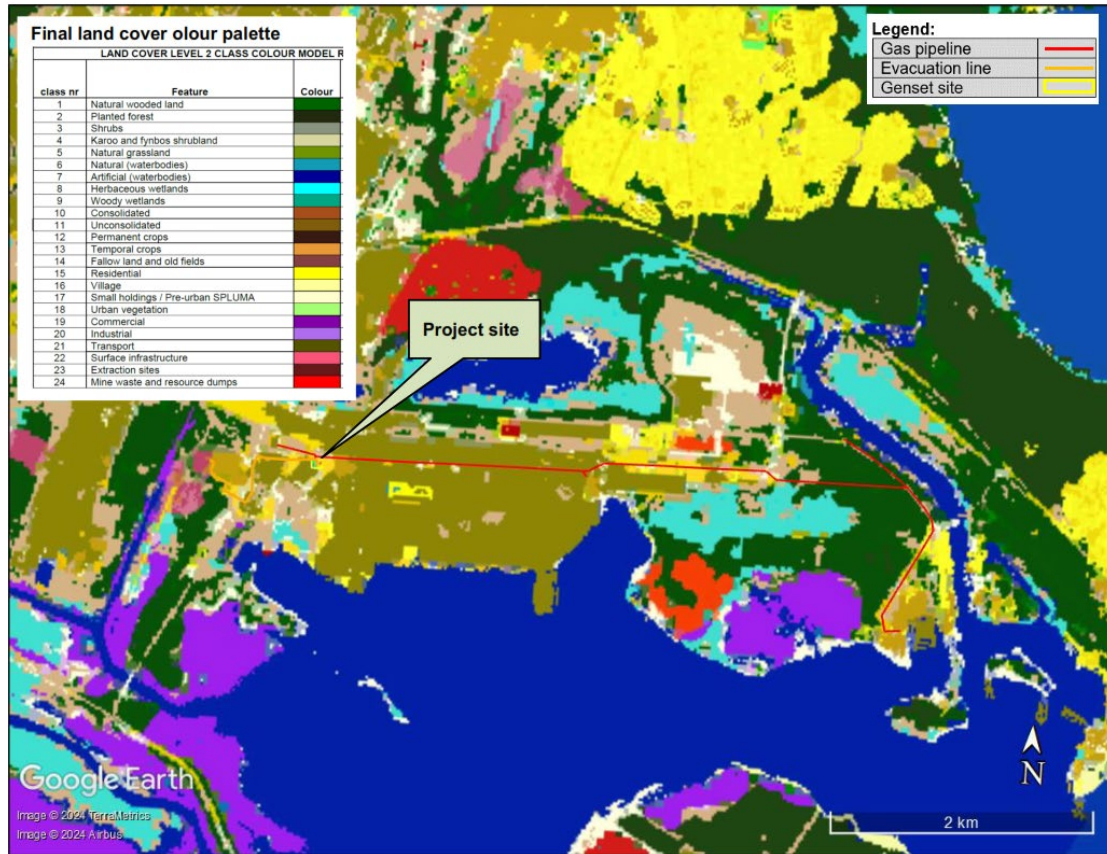 Final land cover olour palette
LAND COVER LEVEL 2 CLASS COLOUR MODEL R
class nr Feature Colour
1 Natural wooded land
2 Planted forest
3 Shrubs
4 Karoo and fynbos shrubland
5 Natural grassland
6 Natural (waterbodies)
7 Artificial (waterbodies)
8 Herbaceous wetlands
9 Woody wetlands
10 Consolidated
11 Unconsolidated
12 Permanent crops
13 Temporal crops
14 Fallow land and old fields
15 Residential
16 Village
17 Small holdings / Pre-urban SPLUMA
18 Urban vegetation
19 Commercial
20 Industrial
21 Transport
22 Surface infrastructure
23 Extraction sites
24 Mine waste and resource dumps
Legend:
Gas pipeline
Evacuation line
Genset site
Project site
N
Google Earth
Image © 2024 TerraMetrics
Image © 2024 Airbus
2 km